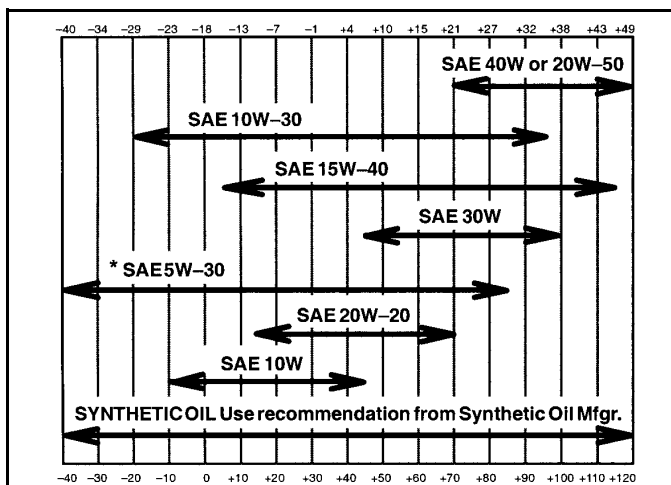 –40 –34 –29 –23 –18 –13 –7 –1 +4 +10 +15 +21 +27 +32 +38 +43 +49
SAE 40W or 20W–50
SAE 10W–30
SAE 15W–40
SAE 30W
* SAE5W–30
SAE 20W–20
SAE 10W
SYNTHETIC OIL Use recommendation from Synthetic Oil Mfgr.
–40 –30 –20 –10 0 +10 +20 +30 +40 +50 +60 +70 +80 +90 +100 +110 +120